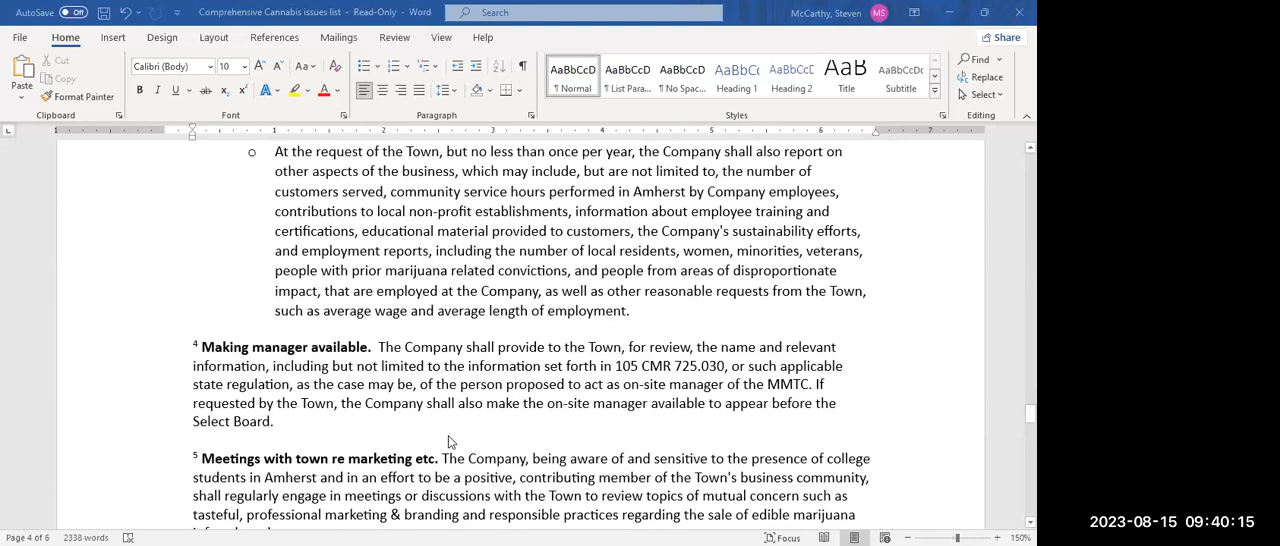 AutoSave Off Comprehensive Cannabis issues list - Read-Only - Word Search McCarthy, Steven MS
File Home Insert Design Layout References Mailings Review View Help Share
Paste Cut Calibri (Body) 10 AaBbCcD AaBbCcD AaBbCcD AaBbCc AaBbCcD AaB AaBbCcD Find
Copy Replace
Format Painter ¶ Normal ¶ List Para... ¶ No Spac... Heading 1 Heading 2 Title Subtitle Select
Clipboard Font Paragraph Styles Editing
1 1 2 3 4 5 6 7
o At the request of the Town, but no less than once per year, the Company shall also report on
other aspects of the business, which may include, but are not limited to, the number of
customers served, community service hours performed in Amherst by Company employees,
contributions to local non-profit establishments, information about employee training and
certifications, educational material provided to customers, the Company's sustainability efforts,
and employment reports, including the number of local residents, women, minorities, veterans,
people with prior marijuana related convictions, and people from areas of disproportionate
impact, that are employed at the Company, as well as other reasonable requests from the Town,
such as average wage and average length of employment.
4 Making manager available. The Company shall provide to the Town, for review, the name and relevant
information, including but not limited to the information set forth in 105 CMR 725.030, or such applicable
state regulation, as the case may be, of the person proposed to act as on-site manager of the MMTC. If
requested by the Town, the Company shall also make the on-site manager available to appear before the
Select Board.
5 Meetings with town re marketing etc. The Company, being aware of and sensitive to the presence of college
students in Amherst and in an effort to be a positive, contributing member of the Town's business community,
shall regularly engage in meetings or discussions with the Town to review topics of mutual concern such as
tasteful, professional marketing & branding and responsible practices regarding the sale of edible marijuana
2023-08-15 09:40:15
Page 4 of 6 2338 words Focus 150%